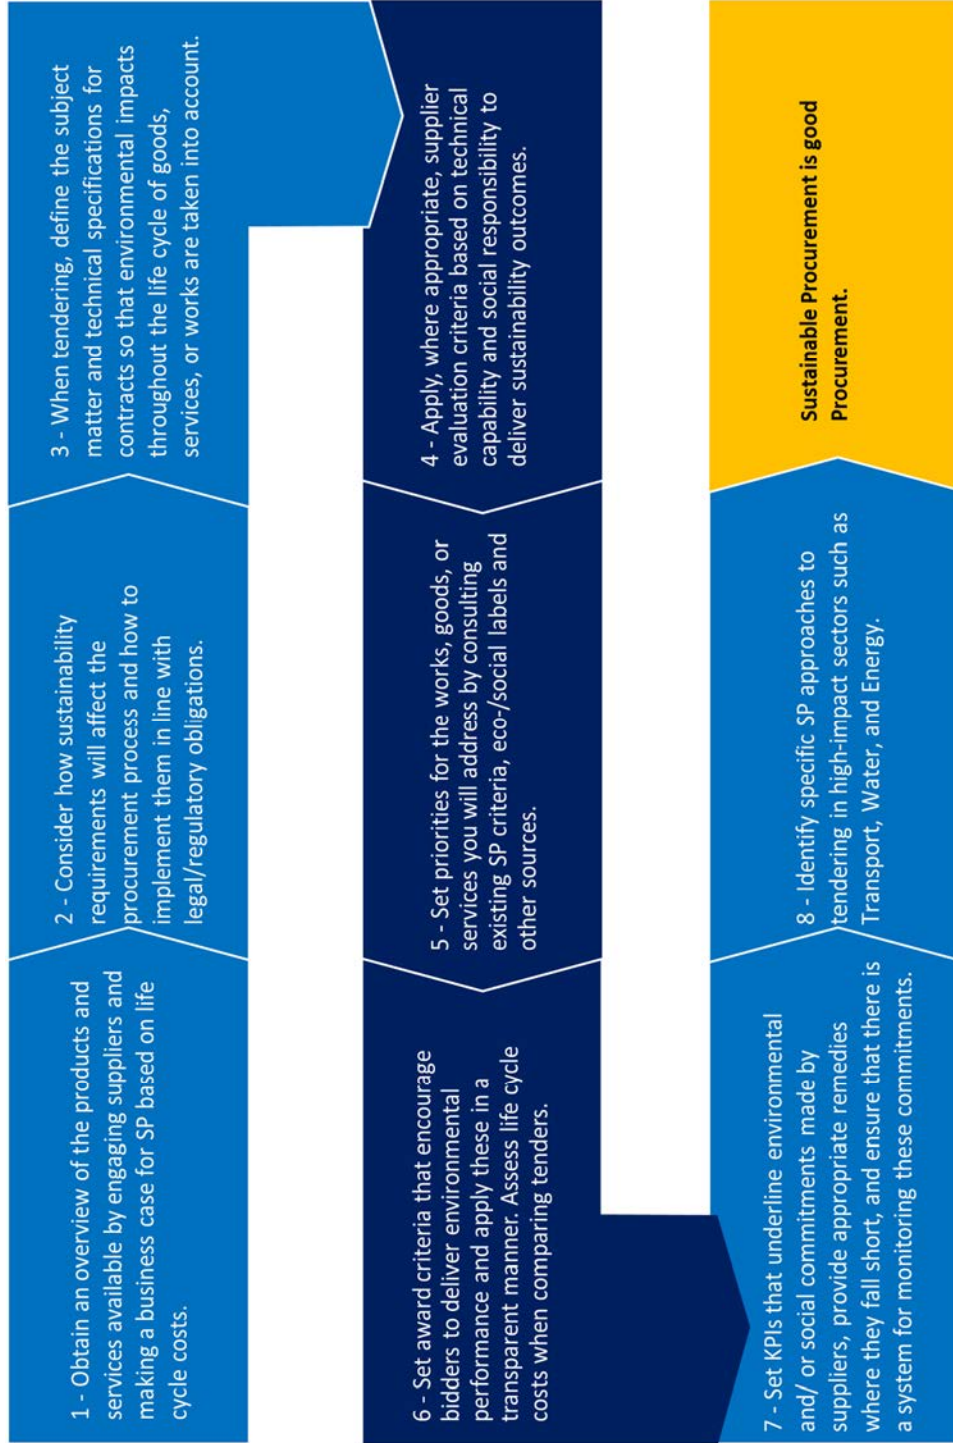 1 - Obtain an overview of the products and
services available by engaging suppliers and
making a business case for SP based on life
cycle costs.
2 - Consider how sustainability
requirements will affect the
procurement process and how to
implement them in line with
legal/regulatory obligations.
3 - When tendering, define the subject
matter and technical specifications for
contracts so that environmental impacts
throughout the life cycle of goods,
services, or works are taken into account.
4 - Apply, where appropriate, supplier
evaluation criteria based on technical
capability and social responsibility to
deliver sustainability outcomes.
5 - Set priorities for the works, goods, or
services you will address by consulting
existing SP criteria, eco-/social labels and
other sources.
6 - Set award criteria that encourage
bidders to deliver environmental
performance and apply these in a
transparent manner. Assess life cycle
costs when comparing tenders.
7 - Set KPIs that underline environmental
and/ or social commitments made by
suppliers, provide appropriate remedies
where they fall short, and ensure that there is
a system for monitoring these commitments.
8 - Identify specific SP approaches to
tendering in high-impact sectors such as
Transport, Water, and Energy.
Sustainable Procurement is good
Procurement.